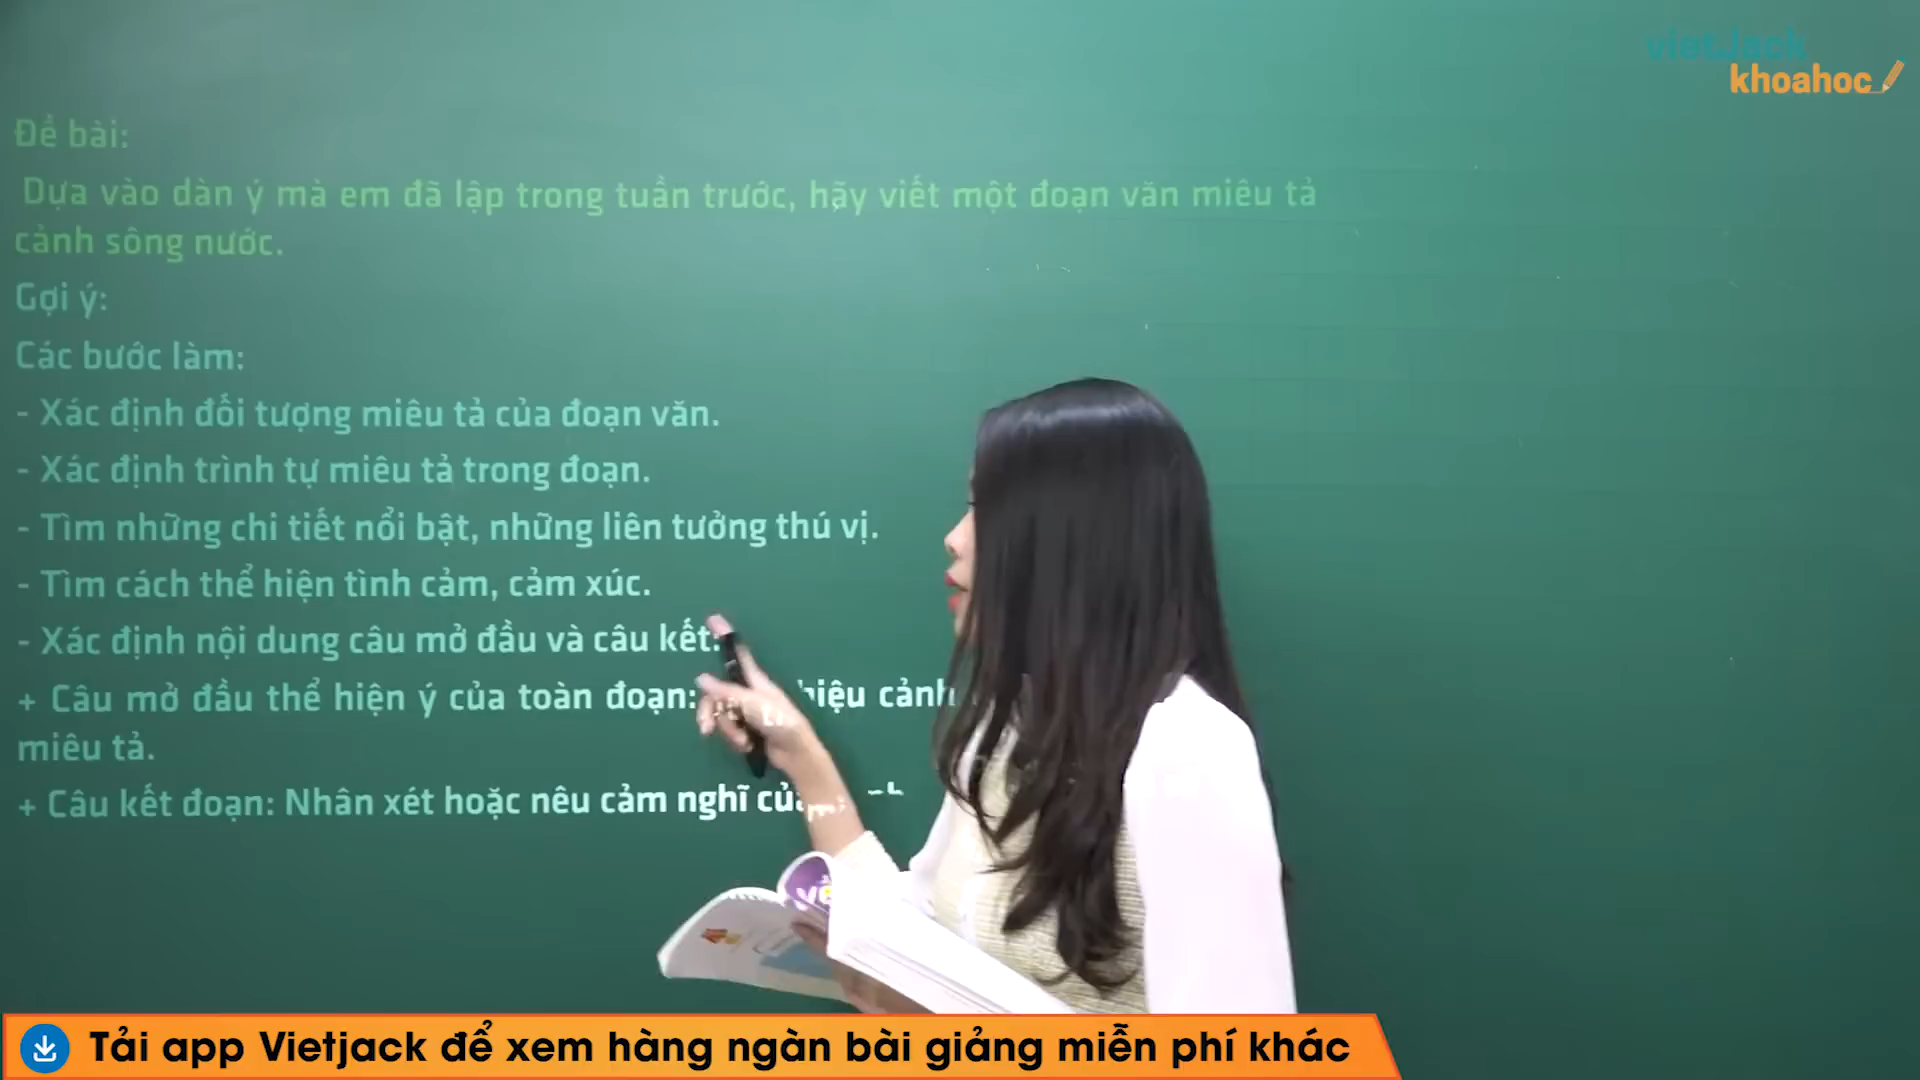 vietJack
khoahoc
Đề bài:
Dựa vào dàn ý mà em đã lập trong tuần trước, hãy viết một đoạn văn miêu tả
cảnh sông nước.
Gợi ý:
Các bước làm:
- Xác định đối tượng miêu tả của đoạn văn.
- Xác định trình tự miêu tả trong đoạn.
- Tìm những chi tiết nổi bật, những liên tưởng thú vị.
- Tìm cách thể hiện tình cảm, cảm xúc.
- Xác định nội dung câu mở đầu và câu kết:
+ Câu mở đầu thể hiện ý của toàn đoạn: cảnh
miêu tả.
+ Câu kết đoạn: Nhân xét hoặc nêu cảm nghĩ
Tải app Vietjack để xem hàng ngàn bài giảng miễn phí khác